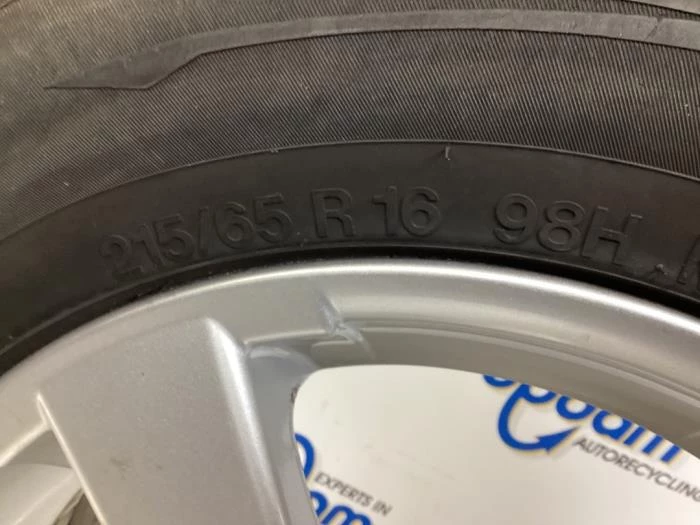 215/65 R 16 98H
AUTORECYCLING
EXPERTS IN